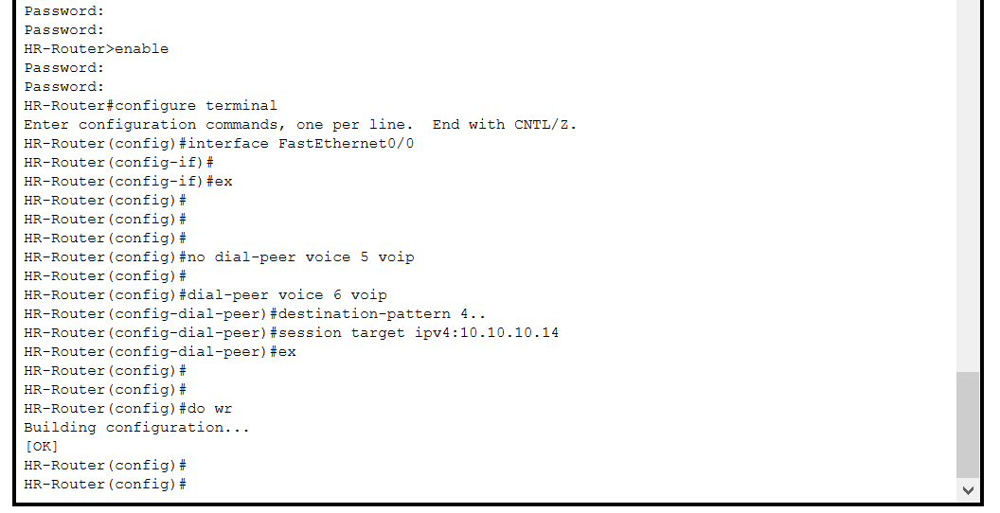 Password:
Password:
HR-Router>enable
Password:
Password:
HR-Router#configure terminal
Enter configuration commands, one per line.  End with CNTL/Z.
HR-Router(config)#interface FastEthernet0/0
HR-Router(config-if)#
HR-Router(config-if)#ex
HR-Router(config)#
HR-Router(config)#
HR-Router(config)#
HR-Router(config)#no dial-peer voice 5 voip
HR-Router(config)#
HR-Router(config)#dial-peer voice 6 voip
HR-Router(config-dial-peer)#destination-pattern 4..
HR-Router(config-dial-peer)#session target ipv4:10.10.10.14
HR-Router(config-dial-peer)#ex
HR-Router(config)#
HR-Router(config)#
HR-Router(config)#do wr
Building configuration...
[OK]
HR-Router(config)#
HR-Router(config)#